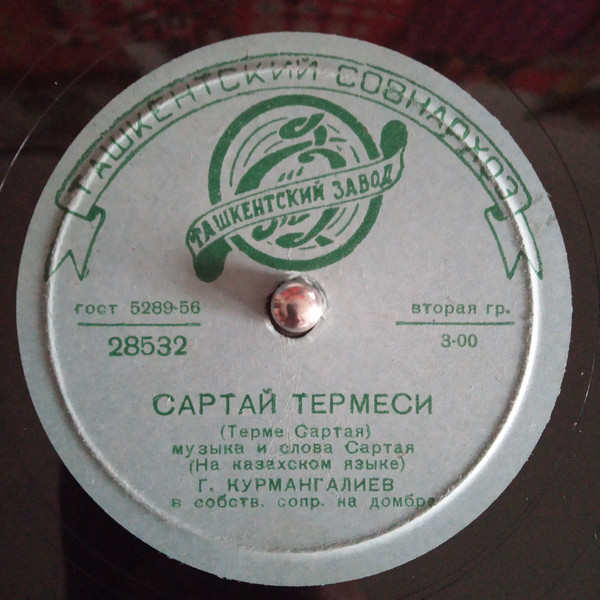 ТАШКЕНТСКИЙ СОВНАРХОЗ
ТАШКЕНТСКИЙ ЗАВОД
гост 5289-56
вторая гр.
28532
3-00
САРТАЙ ТЕРМЕСИ
(Терме Сартая)
музыка и слова Сартая
(На казахском языке)
Г. КУРМАНГАЛИЕВ
в собств. сопр. на домбре